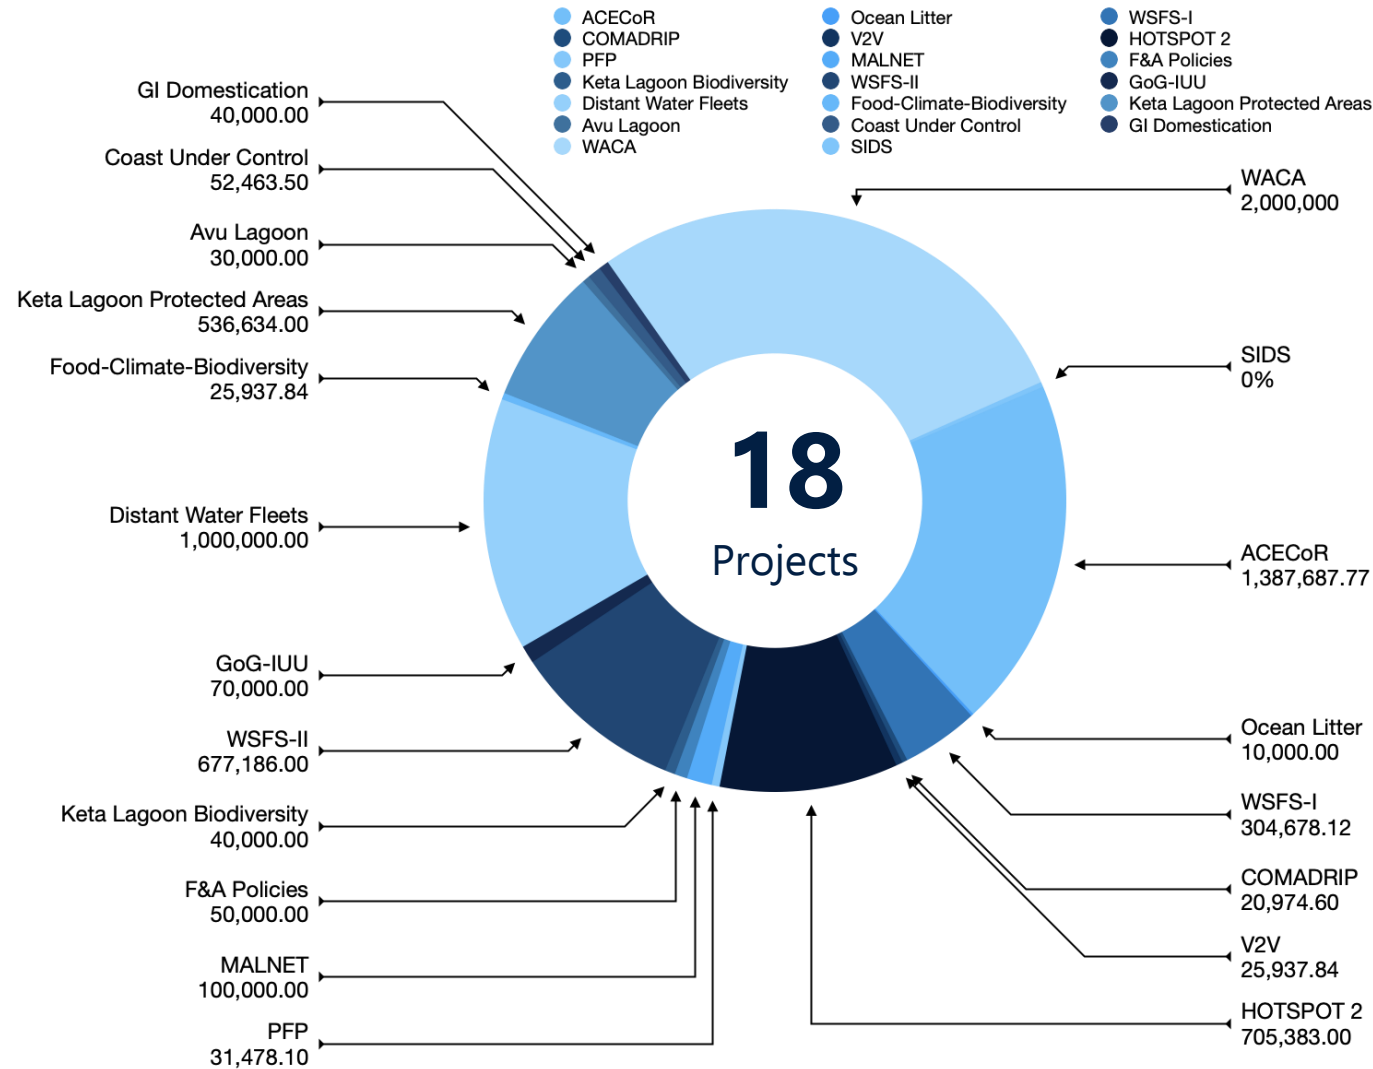 ACECoR
COMADRIP
PFP
Keta Lagoon Biodiversity
Distant Water Fleets
Avu Lagoon
WACA
Ocean Litter
V2V
MALNET
WSFS-II
Food-Climate-Biodiversity
Coast Under Control
SIDS
WSFS-I
HOTSPOT 2
F&A Policies
GoG-IUU
Keta Lagoon Protected Areas
GI Domestication
GI Domestication
40,000.00
Coast Under Control
52,463.50
Avu Lagoon
30,000.00
Keta Lagoon Protected Areas
536,634.00
Food-Climate-Biodiversity
25,937.84
Distant Water Fleets
1,000,000.00
GoG-IUU
70,000.00
WSFS-II
677,186.00
Keta Lagoon Biodiversity
40,000.00
F&A Policies
50,000.00
MALNET
100,000.00
PFP
31,478.10
18
Projects
WACA
2,000,000
SIDS
0%
ACECoR
1,387,687.77
Ocean Litter
10,000.00
WSFS-I
304,678.12
COMADRIP
20,974.60
V2V
25,937.84
HOTSPOT 2
705,383.00